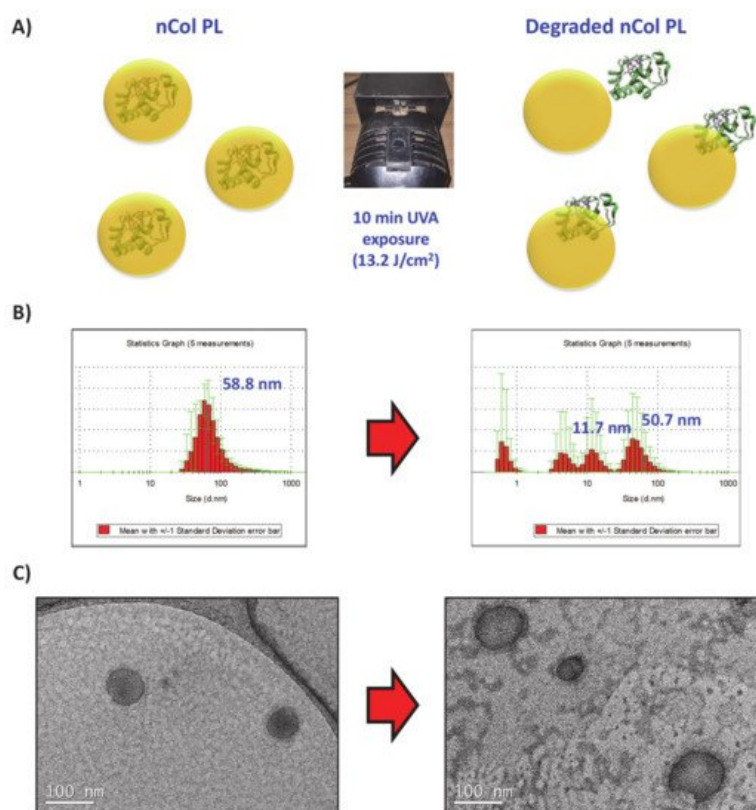 A)
nCol PL
Degraded nCol PL
10 min UVA
exposure
(13.2 J/cm²)
B)
Statistics Graph (5 measurements)
58.8 nm
1 10 100 1000
Size (d.nm)
Mean with +/-1 Standard Deviation error bar
Statistics Graph (5 measurements)
11.7 nm
50.7 nm
1 10 100 1000
Size (d.nm)
Mean with +/-1 Standard Deviation error bar
C)
100 nm
100 nm